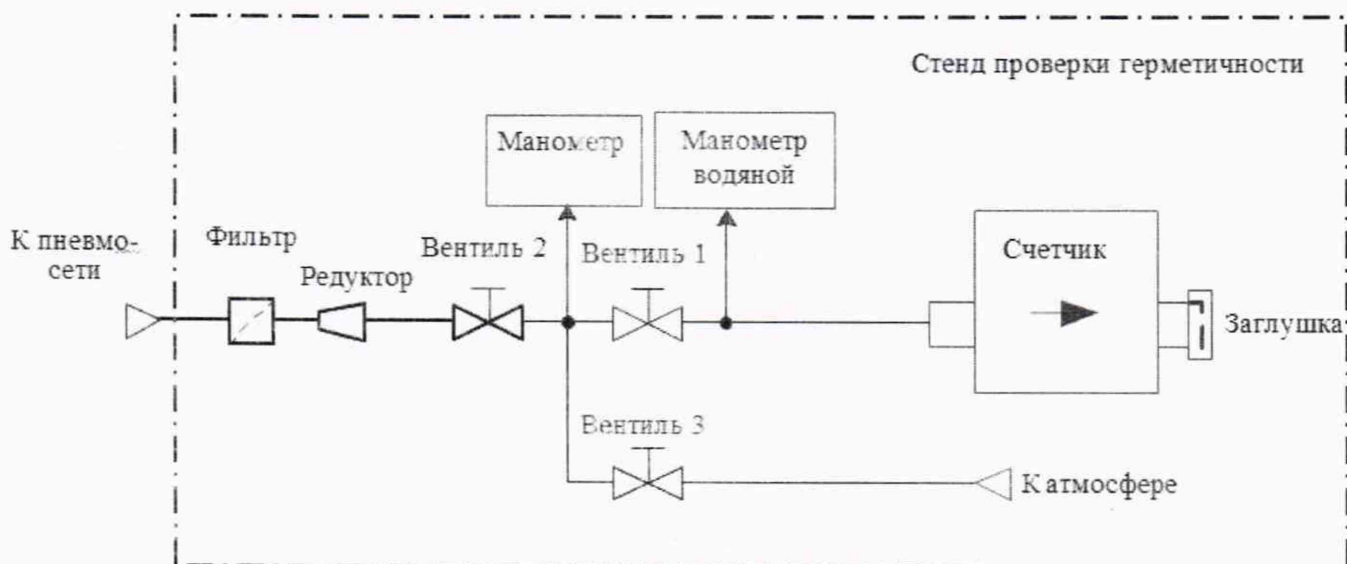 Стенд проверки герметичности
Манометр
Манометр
водяной
К пневмо-
сети
Фильтр
Редуктор
Вентиль 2
Вентиль 1
Счетчик
Заглушка
Вентиль 3
К атмосфере